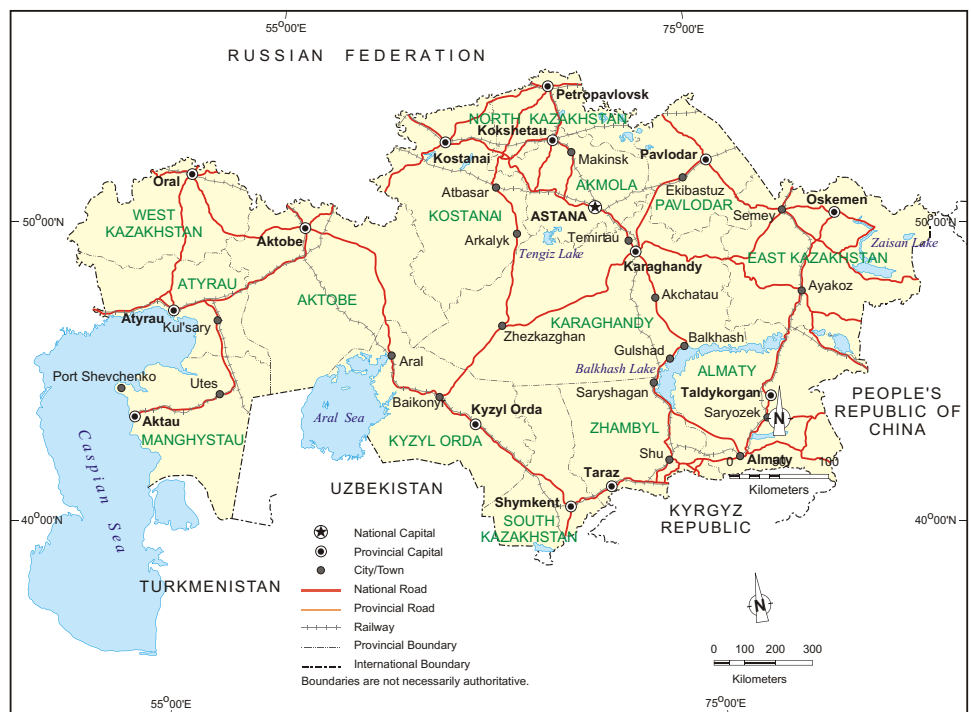 55°00'E
75°00'E
RUSSIAN FEDERATION
Petropavlovsk
NORTH KAZAKHSTAN
Kokshetau
Kostanai
Makinsk
Pavlodar
Oral
Atbasar
AKMOLA
Ekibastuz
PAVLODAR
Oskemen
WEST
KAZAKHSTAN
KOSTANAI
ASTANA
Semey
50°00'N
50°00'N
Aktobe
Arkalyk
Temirtau
Tengiz Lake
Zaisan Lake
Karaghandy
EAST KAZAKHSTAN
ATYRAU
AKTOBE
Akchatau
Ayakoz
Atyrau
Kul'sary
KARAGHANDY
Zhezkazghan
Balkhash
Gulshad
Aral
Balkhash Lake
ALMATY
Port Shevchenko
Utes
Saryshagan
Taldykorgan
PEOPLE'S
REPUBLIC OF
CHINA
Baikonyr
Kyzyl Orda
Aral Sea
Saryozek
N
Aktau
MANGHYSTAU
KYZYL ORDA
ZHAMBYL
Caspian Sea
Shu
Almaty
0 50 100
Kilometers
Taraz
UZBEKISTAN
Shymkent
KYRGYZ
REPUBLIC
40°00'N
40°00'N
SOUTH
KAZAKHSTAN
National Capital
Provincial Capital
City/Town
TURKMENISTAN
National Road
Provincial Road
N
Railway
Provincial Boundary
International Boundary
0 100 200 300
Kilometers
Boundaries are not necessarily authoritative.
55°00'E
75°00'E